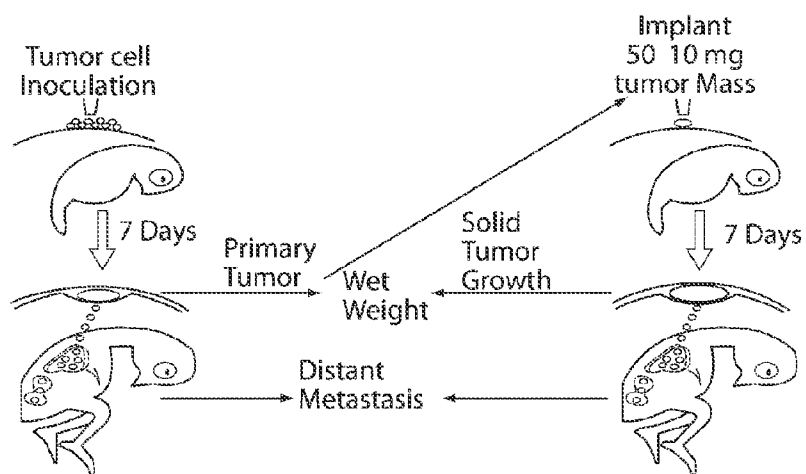 Tumor cell
Inoculation
Implant
50 10 mg
tumor Mass
7 Days
7 Days
Primary
Tumor
Wet
Weight
Solid
Tumor
Growth
Distant
Metastasis